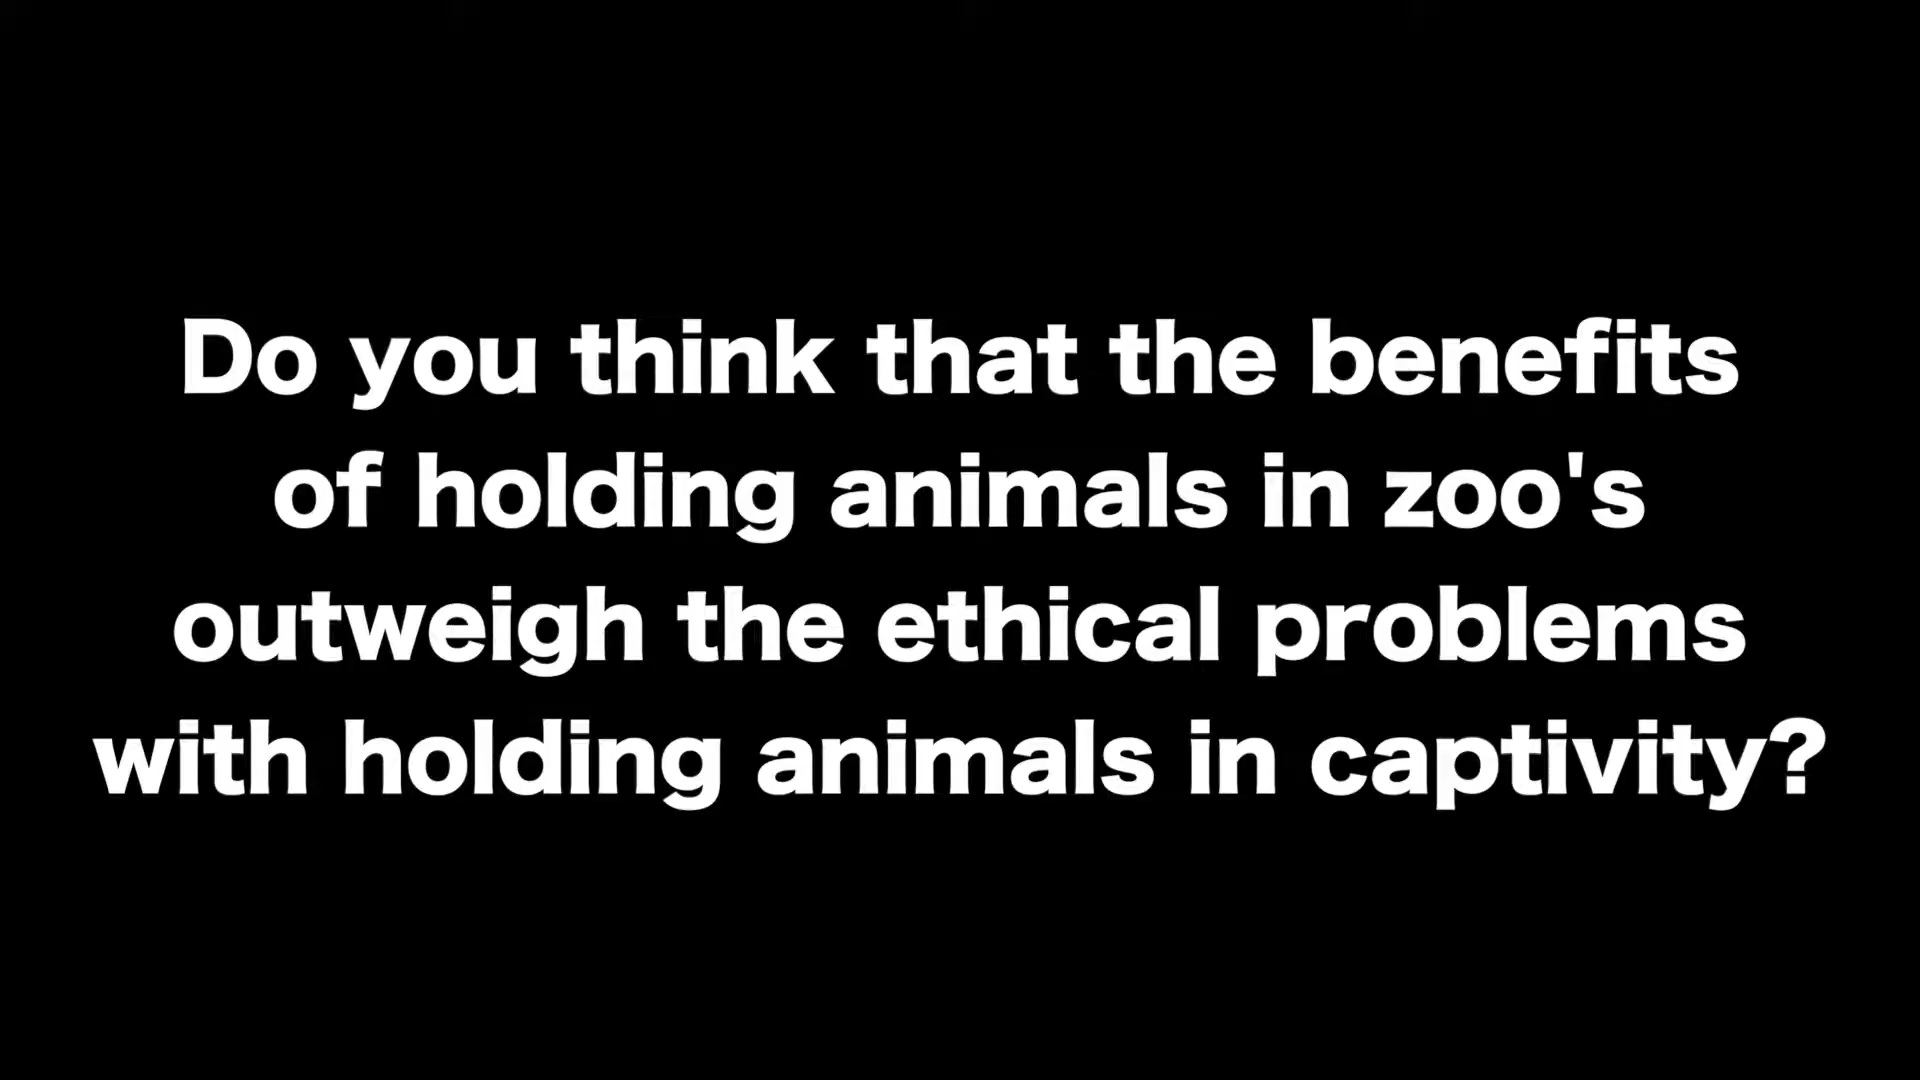 Do you think that the benefits
of holding animals in zoo's
outweigh the ethical problems
with holding animals in captivity?